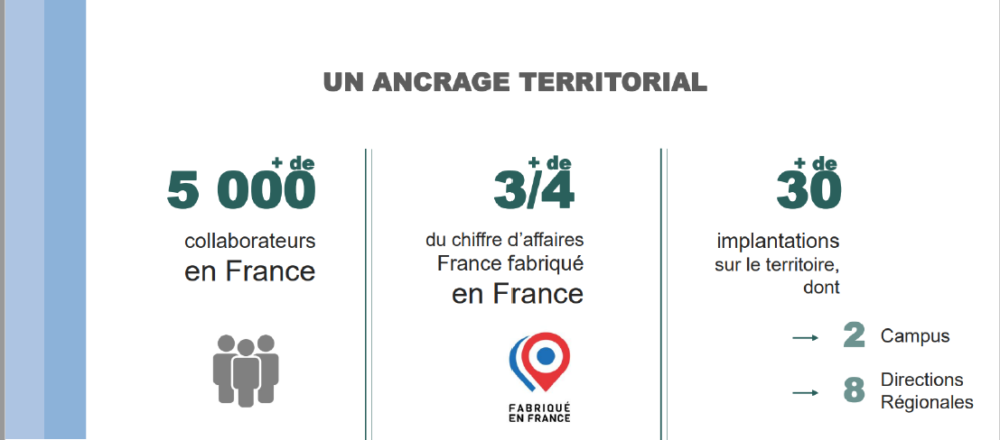 UN ANCRAGE TERRITORIAL
+ de
5 000
collaborateurs
en France
+ de
3/4
du chiffre d’affaires
France fabriqué
en France
FABRIQUÉ
EN FRANCE
+ de
30
implantations
sur le territoire,
dont
2 Campus
8 Directions
Régionales